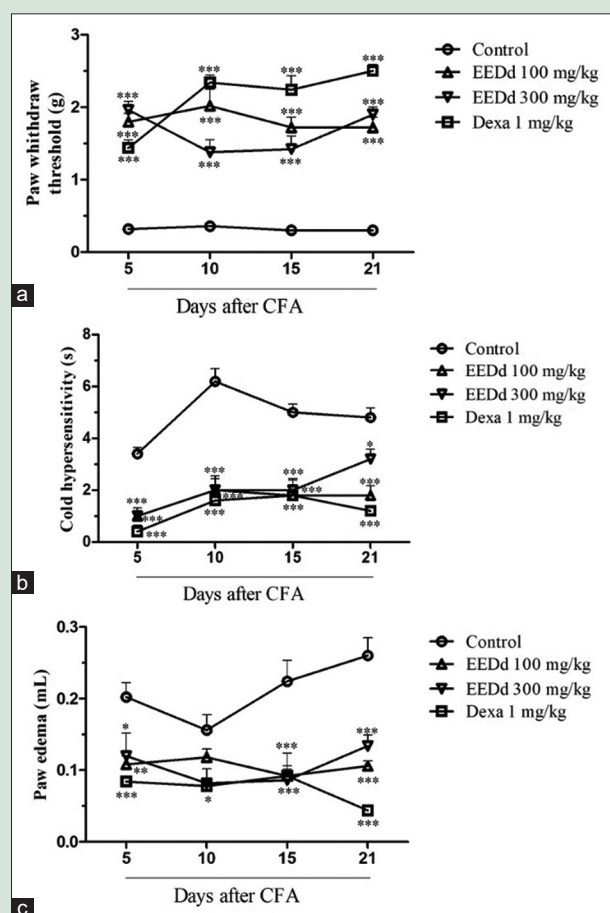 3
2
1
0
Paw whithdraw
threshold (g)
***
***
***
***
***
***
***
***
***
***
***
***
5
10
15
21
Days after CFA
Control
EEDd 100 mg/kg
EEDd 300 mg/kg
Dexa 1 mg/kg
a
8
6
4
2
0
Cold hypersensitivity (s)
***
***
***
***
***
***
***
***
***
*
***
***
5
10
15
21
Days after CFA
Control
EEDd 100 mg/kg
EEDd 300 mg/kg
Dexa 1 mg/kg
b
0.3
0.2
0.1
0.0
Paw edema (mL)
*
**
***
*
***
***
***
***
***
5
10
15
21
Days after CFA
Control
EEDd 100 mg/kg
EEDd 300 mg/kg
Dexa 1 mg/kg
c